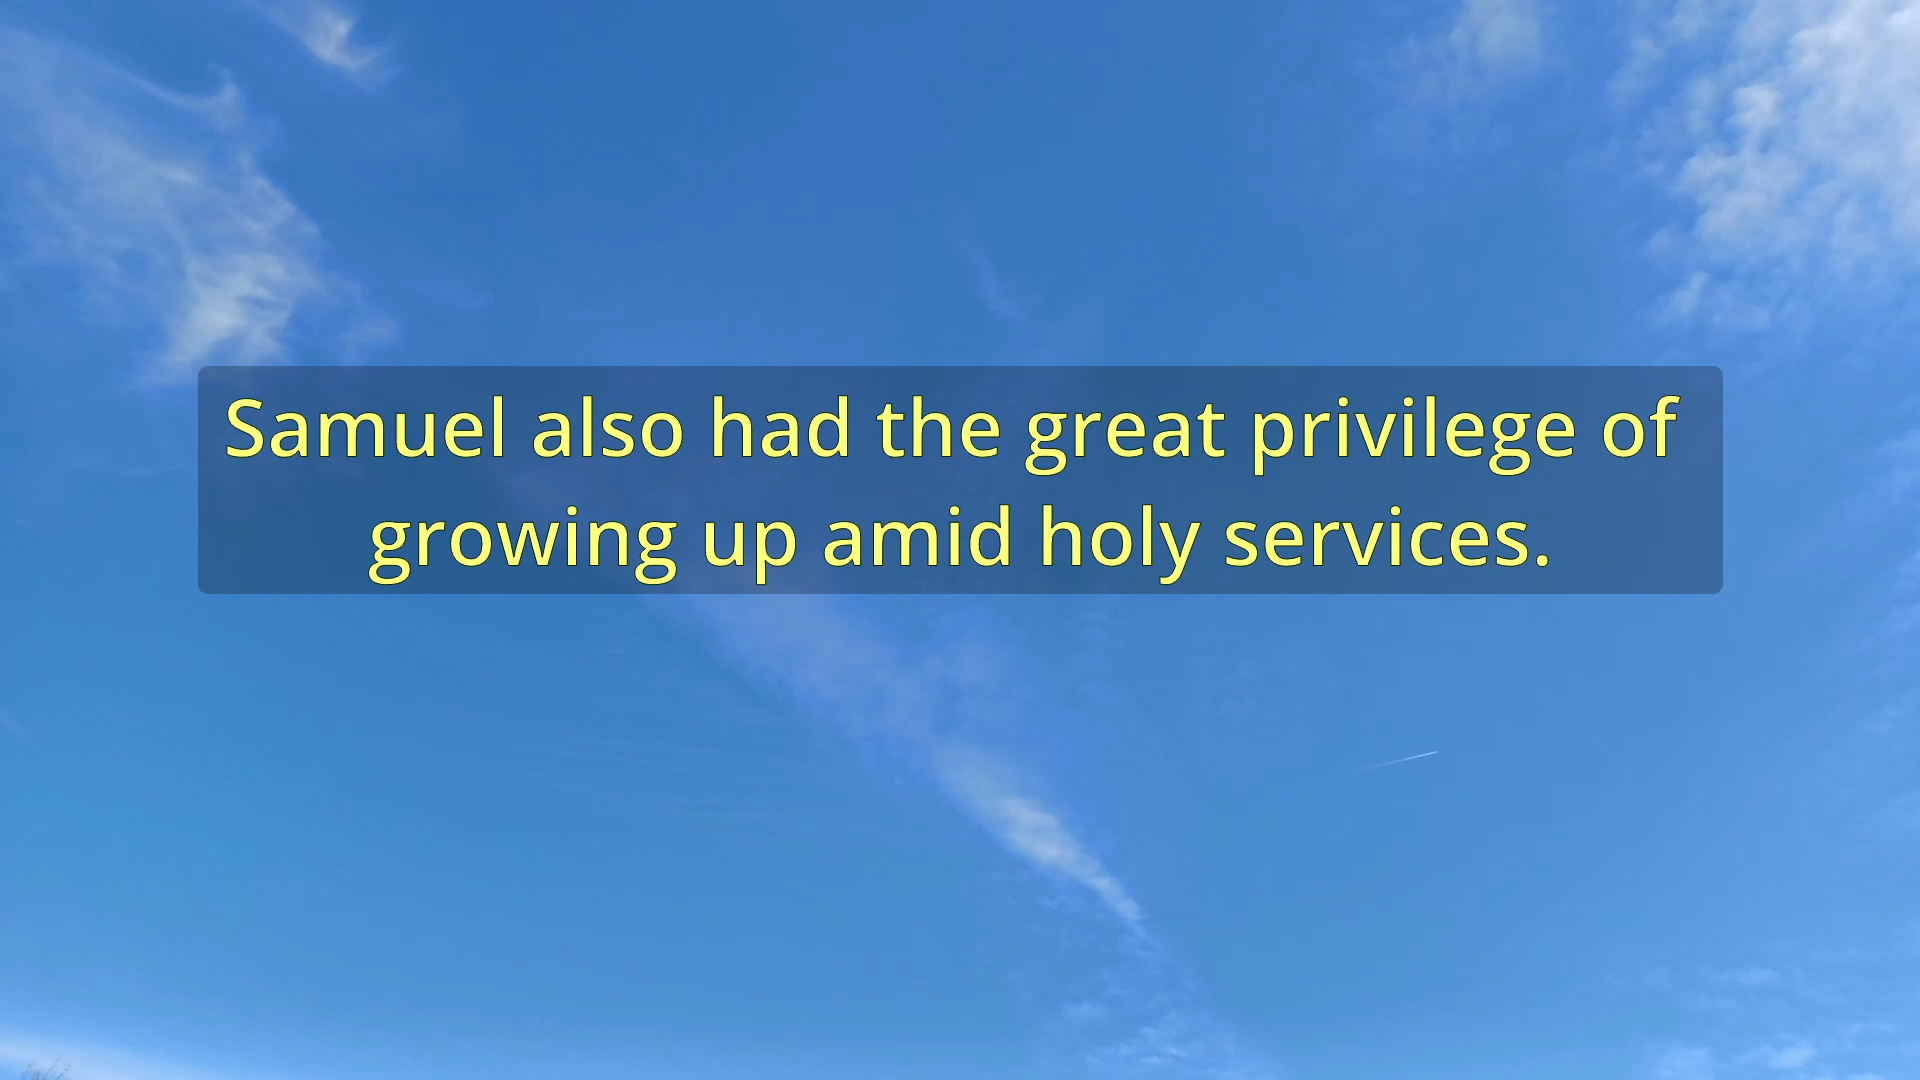 Samuel also had the great privilege of
growing up amid holy services.